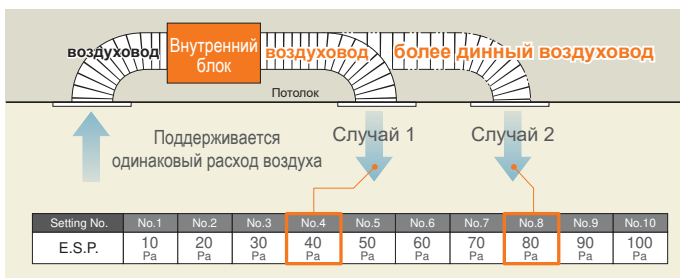 воздуховод
Внутренний
блок
воздуховод
более динный воздуховод
Потолок
Поддерживается
одинаковый расход воздуха
Случай 1
Случай 2
Setting No. No.1 No.2 No.3 No.4 No.5 No.6 No.7 No.8 No.9 No.10
E.S.P. 10 Pa 20 Pa 30 Pa 40 Pa 50 Pa 60 Pa 70 Pa 80 Pa 90 Pa 100 Pa